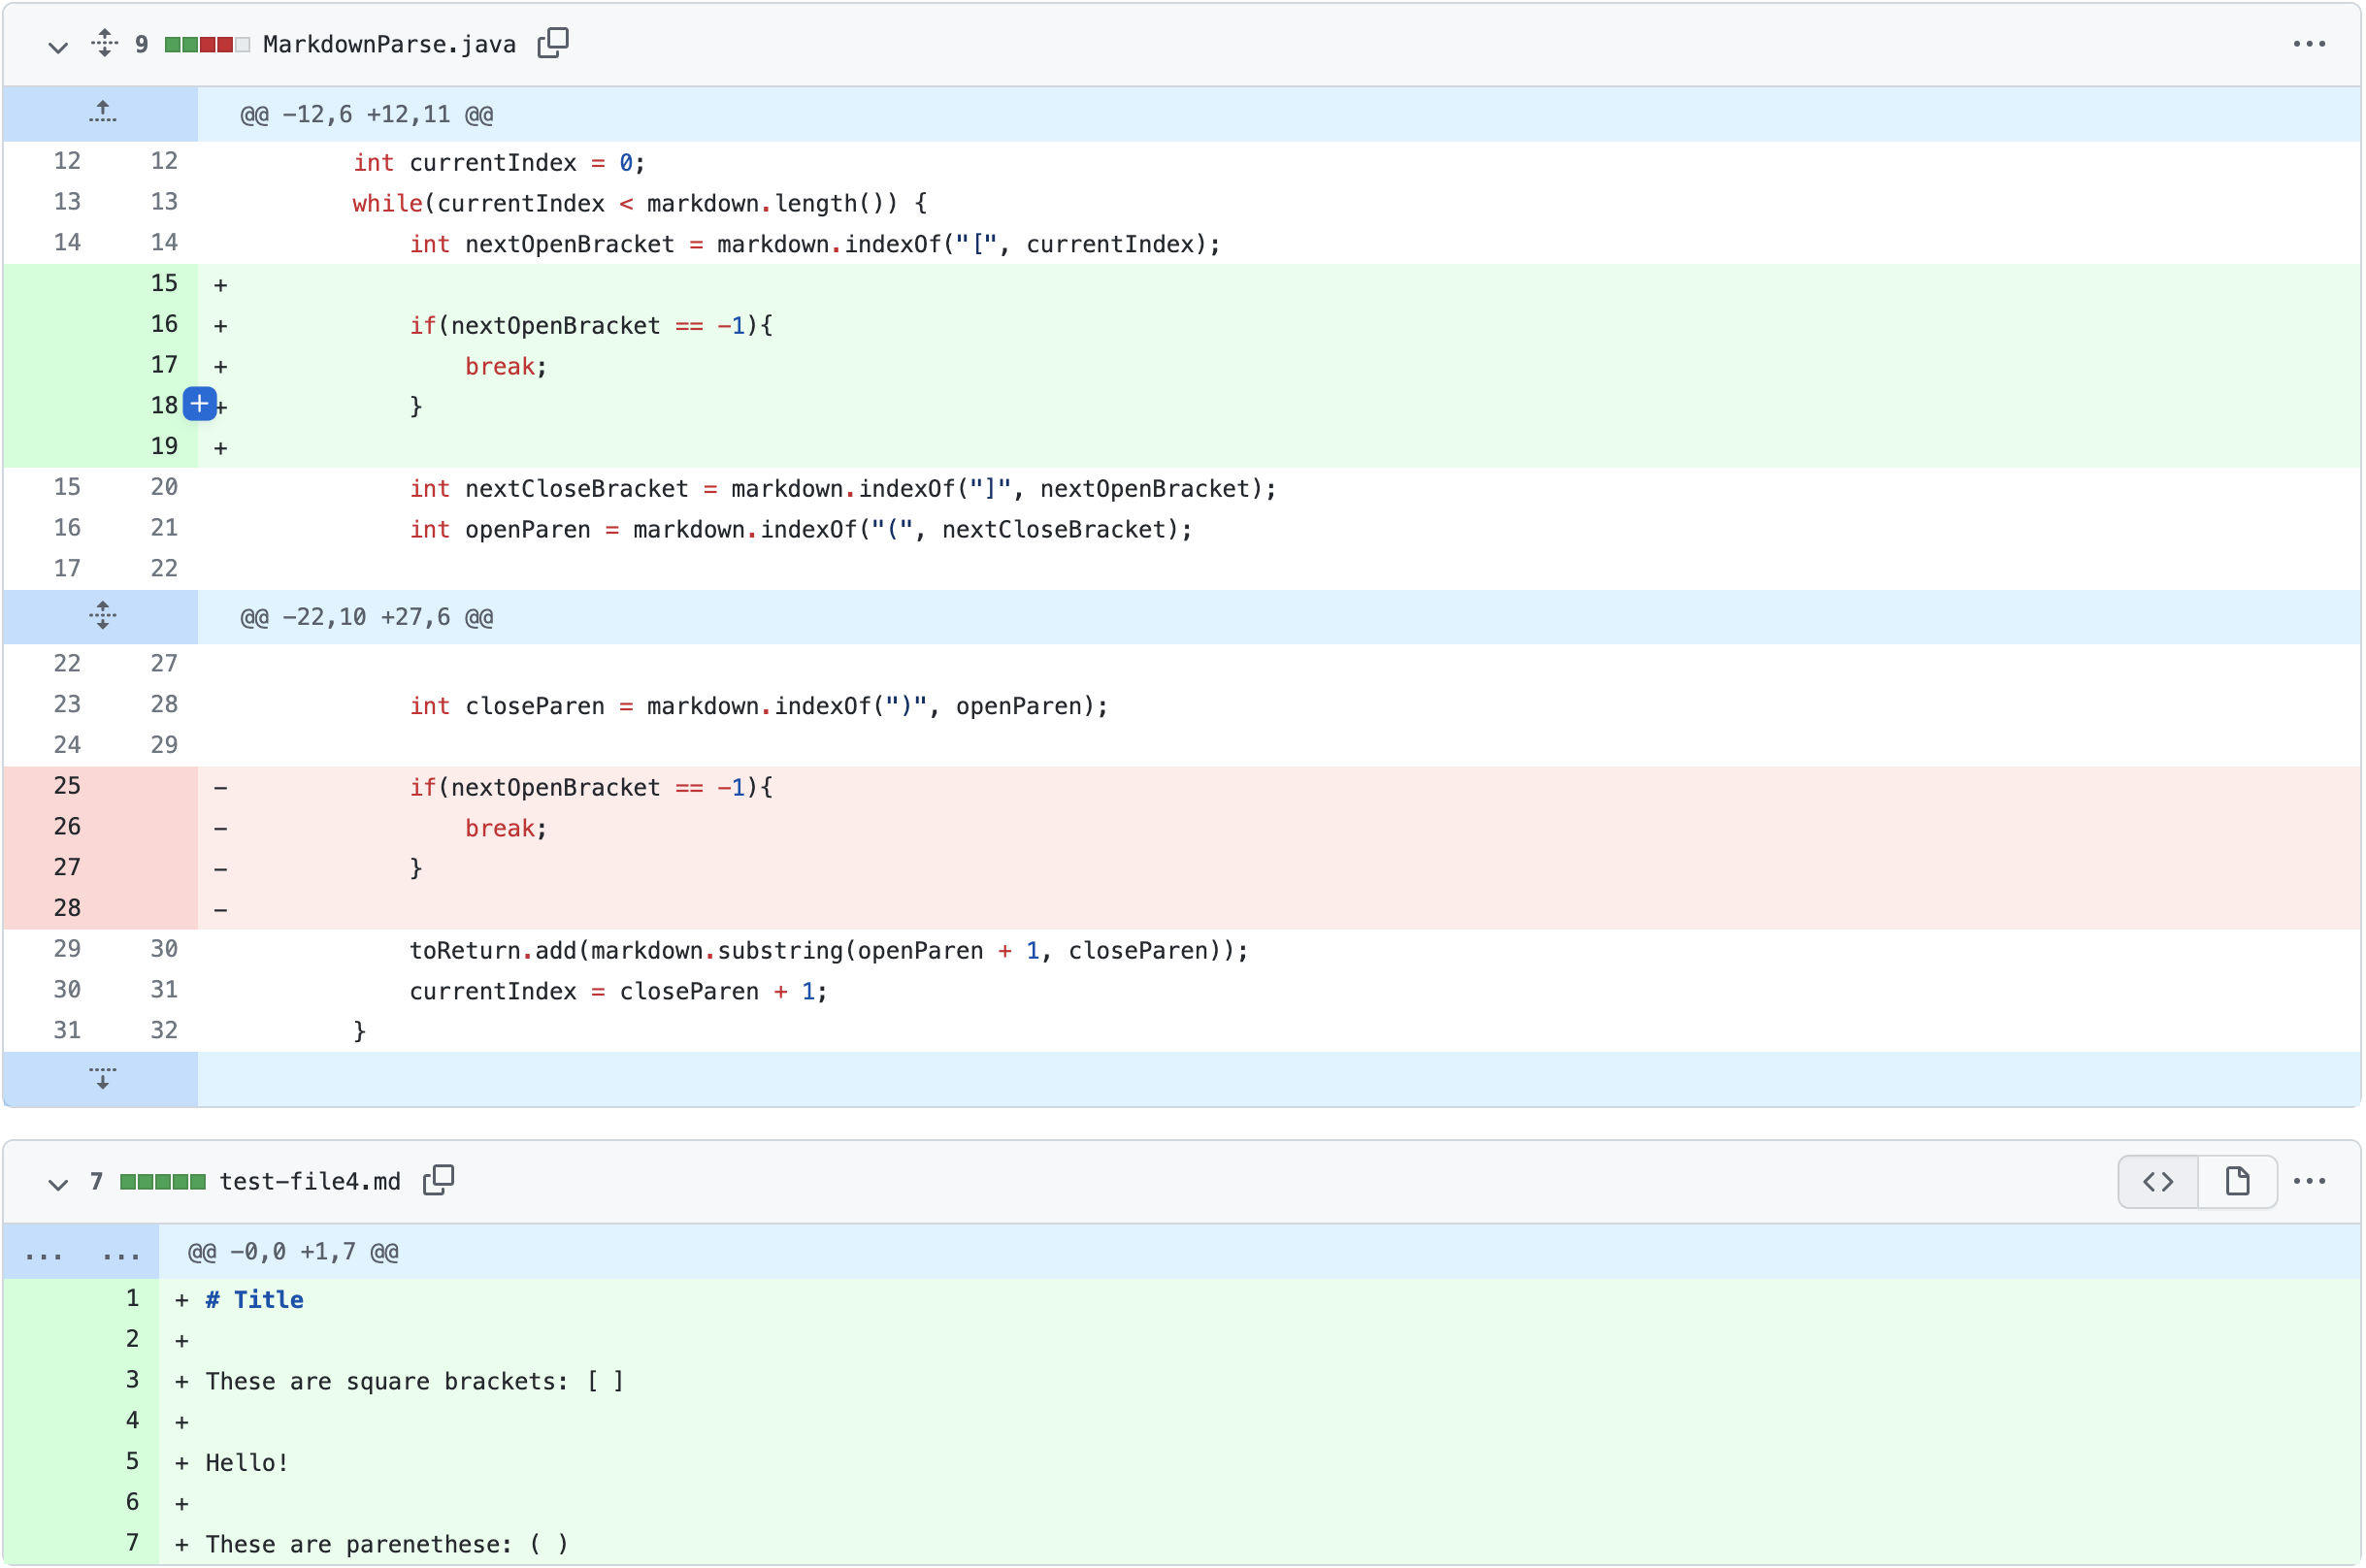 9 MarkdownParse.java
@@ -12,6 +12,11 @@
12 12 int currentIndex = 0;
13 13 while(currentIndex < markdown.length()) {
14 14 int nextOpenBracket = markdown.indexOf("[", currentIndex);
15 +
16 + if(nextOpenBracket == -1){
17 + break;
18 + }
19 +
15 20 int nextCloseBracket = markdown.indexOf("]", nextOpenBracket);
16 21 int openParen = markdown.indexOf("(", nextCloseBracket);
17 22
@@ -22,10 +27,6 @@
22 27
23 28 int closeParen = markdown.indexOf(")", openParen);
24 29
25 - if(nextOpenBracket == -1){
26 - break;
27 - }
28 -
29 30 toReturn.add(markdown.substring(openParen + 1, closeParen));
30 31 currentIndex = closeParen + 1;
31 32 }
7 test-file4.md
... ... @@ -0,0 +1,7 @@
1 + # Title
2 +
3 + These are square brackets: [ ]
4 +
5 + Hello!
6 +
7 + These are parenethese: ( )